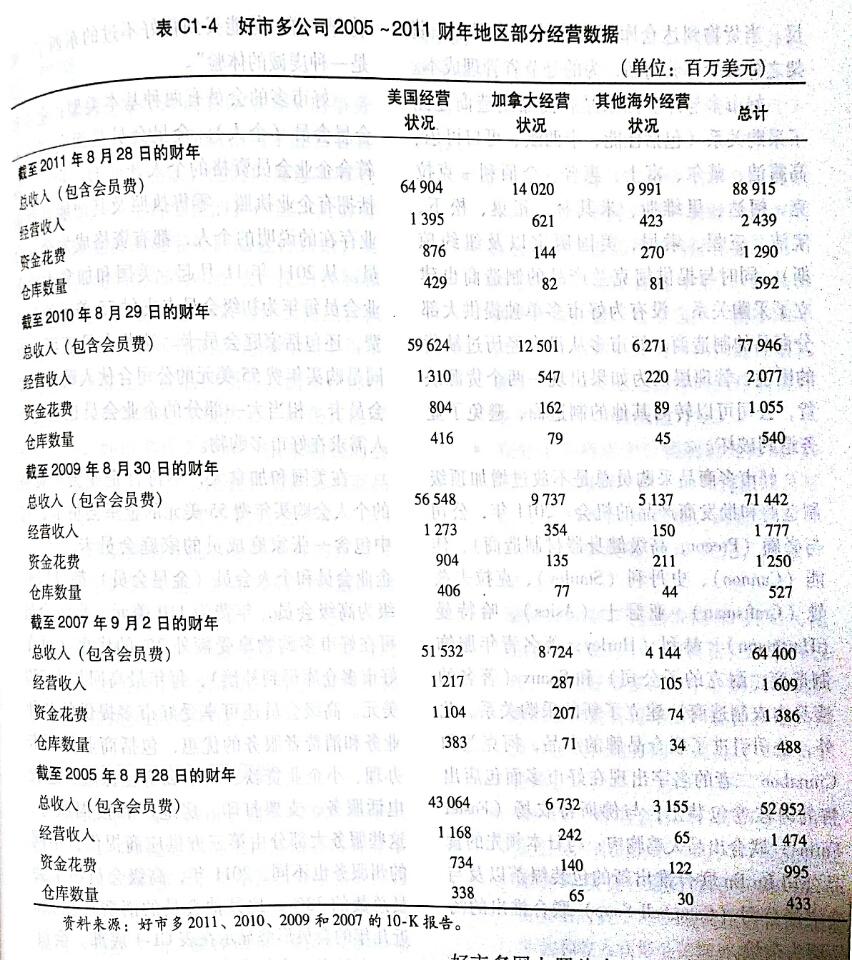 表 C1-4 好市多公司 2005 ~ 2011 财年地区部分经营数据
(单位：百万美元)
美国经营状况 加拿大经营状况 其他海外经营状况 总计
截至 2011 年 8 月 28 日的财年
总收入 (包含会员费) 64 904 14 020 9 991 88 915
经营收入 1 395 621 423 2 439
资金花费 876 144 270 1 290
仓库数量 429 82 81 592
截至 2010 年 8 月 29 日的财年
总收入 (包含会员费) 59 624 12 501 6 271 77 946
经营收入 1 310 547 220 2 077
资金花费 804 162 89 1 055
仓库数量 416 79 45 540
截至 2009 年 8 月 30 日的财年
总收入 (包含会员费) 56 548 9 737 5 137 71 442
经营收入 1 273 354 150 1 777
资金花费 904 135 211 1 250
仓库数量 406 77 44 527
截至 2007 年 9 月 2 日的财年
总收入 (包含会员费) 51 532 8 724 4 144 64 400
经营收入 1 217 287 105 1 609
资金花费 1 104 207 74 1 386
仓库数量 383 71 34 488
截至 2005 年 8 月 28 日的财年
总收入 (包含会员费) 43 064 6 732 3 155 52 952
经营收入 1 168 242 65 1 474
资金花费 734 140 122 995
仓库数量 338 65 30 433
资料来源：好市多 2011、2010、2009 和 2007 的 10-K 报告。